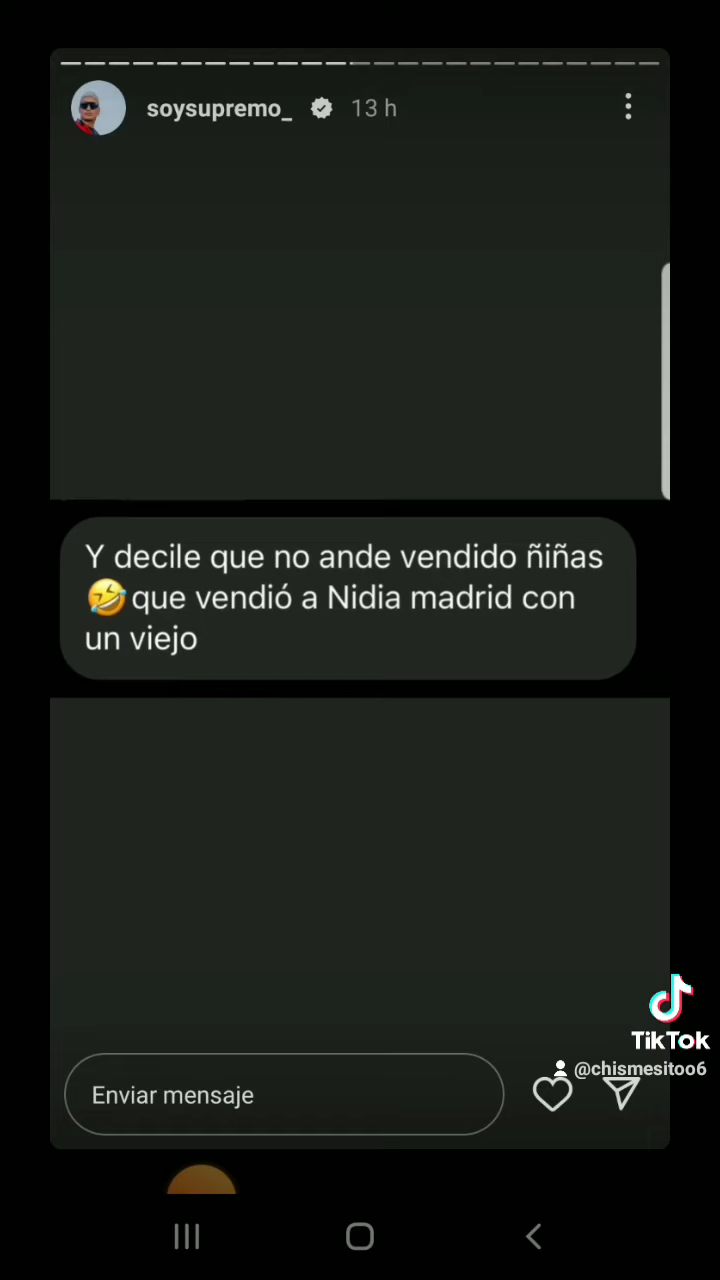 soysupremo_ 13 h
Y decile que no ande vendido ñiñas
🤣que vendió a Nidia madrid con
un viejo
TikTok
@chismesitoo6
Enviar mensaje